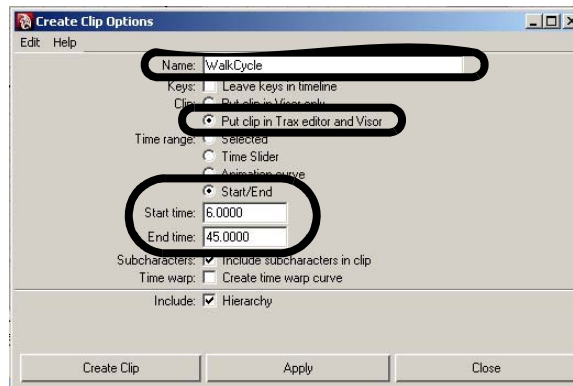 Create Clip Options
Edit Help
Name: WalkCycle
Keys: Leave keys in timeline
Clip: Put clip in Visor only
Put clip in Trax editor and Visor
Time range: Selected
Time Slider
Animation curve
Start/End
Start time: 6.0000
End time: 45.0000
Subcharacters: Include subcharacters in clip
Time warp: Create time warp curve
Include: Hierarchy
Create Clip Apply Close